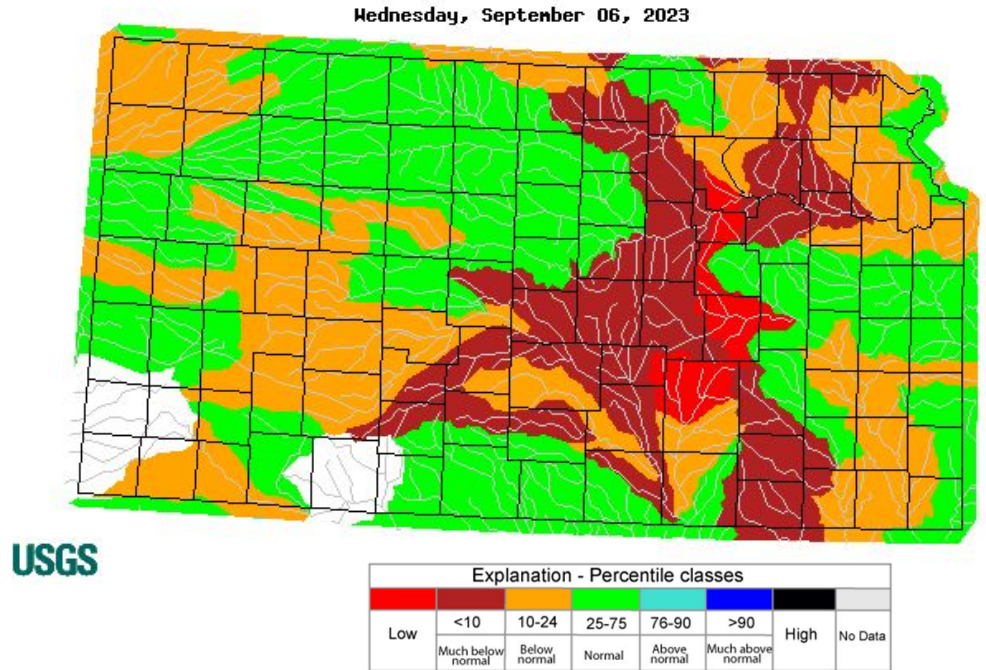 Wednesday, September 06, 2023
USGS
Explanation - Percentile classes
Low
<10
10-24
25-75
76-90
>90
High
No Data
Much below normal
Below normal
Normal
Above normal
Much above normal